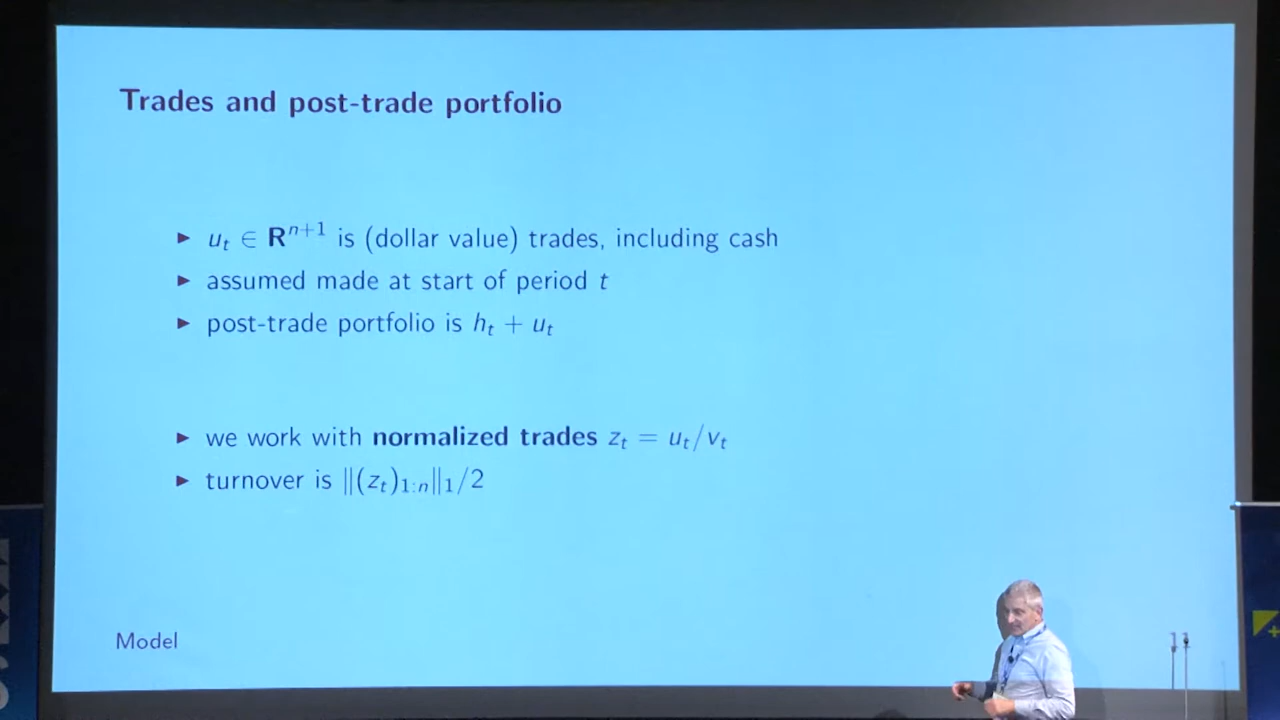 Trades and post-trade portfolio
► uₜ ∈ Rⁿ⁺¹ is (dollar value) trades, including cash
► assumed made at start of period t
► post-trade portfolio is hₜ + uₜ
► we work with normalized trades zₜ = uₜ/vₜ
► turnover is ‖(zₜ)₁:ₙ‖₁/2
Model